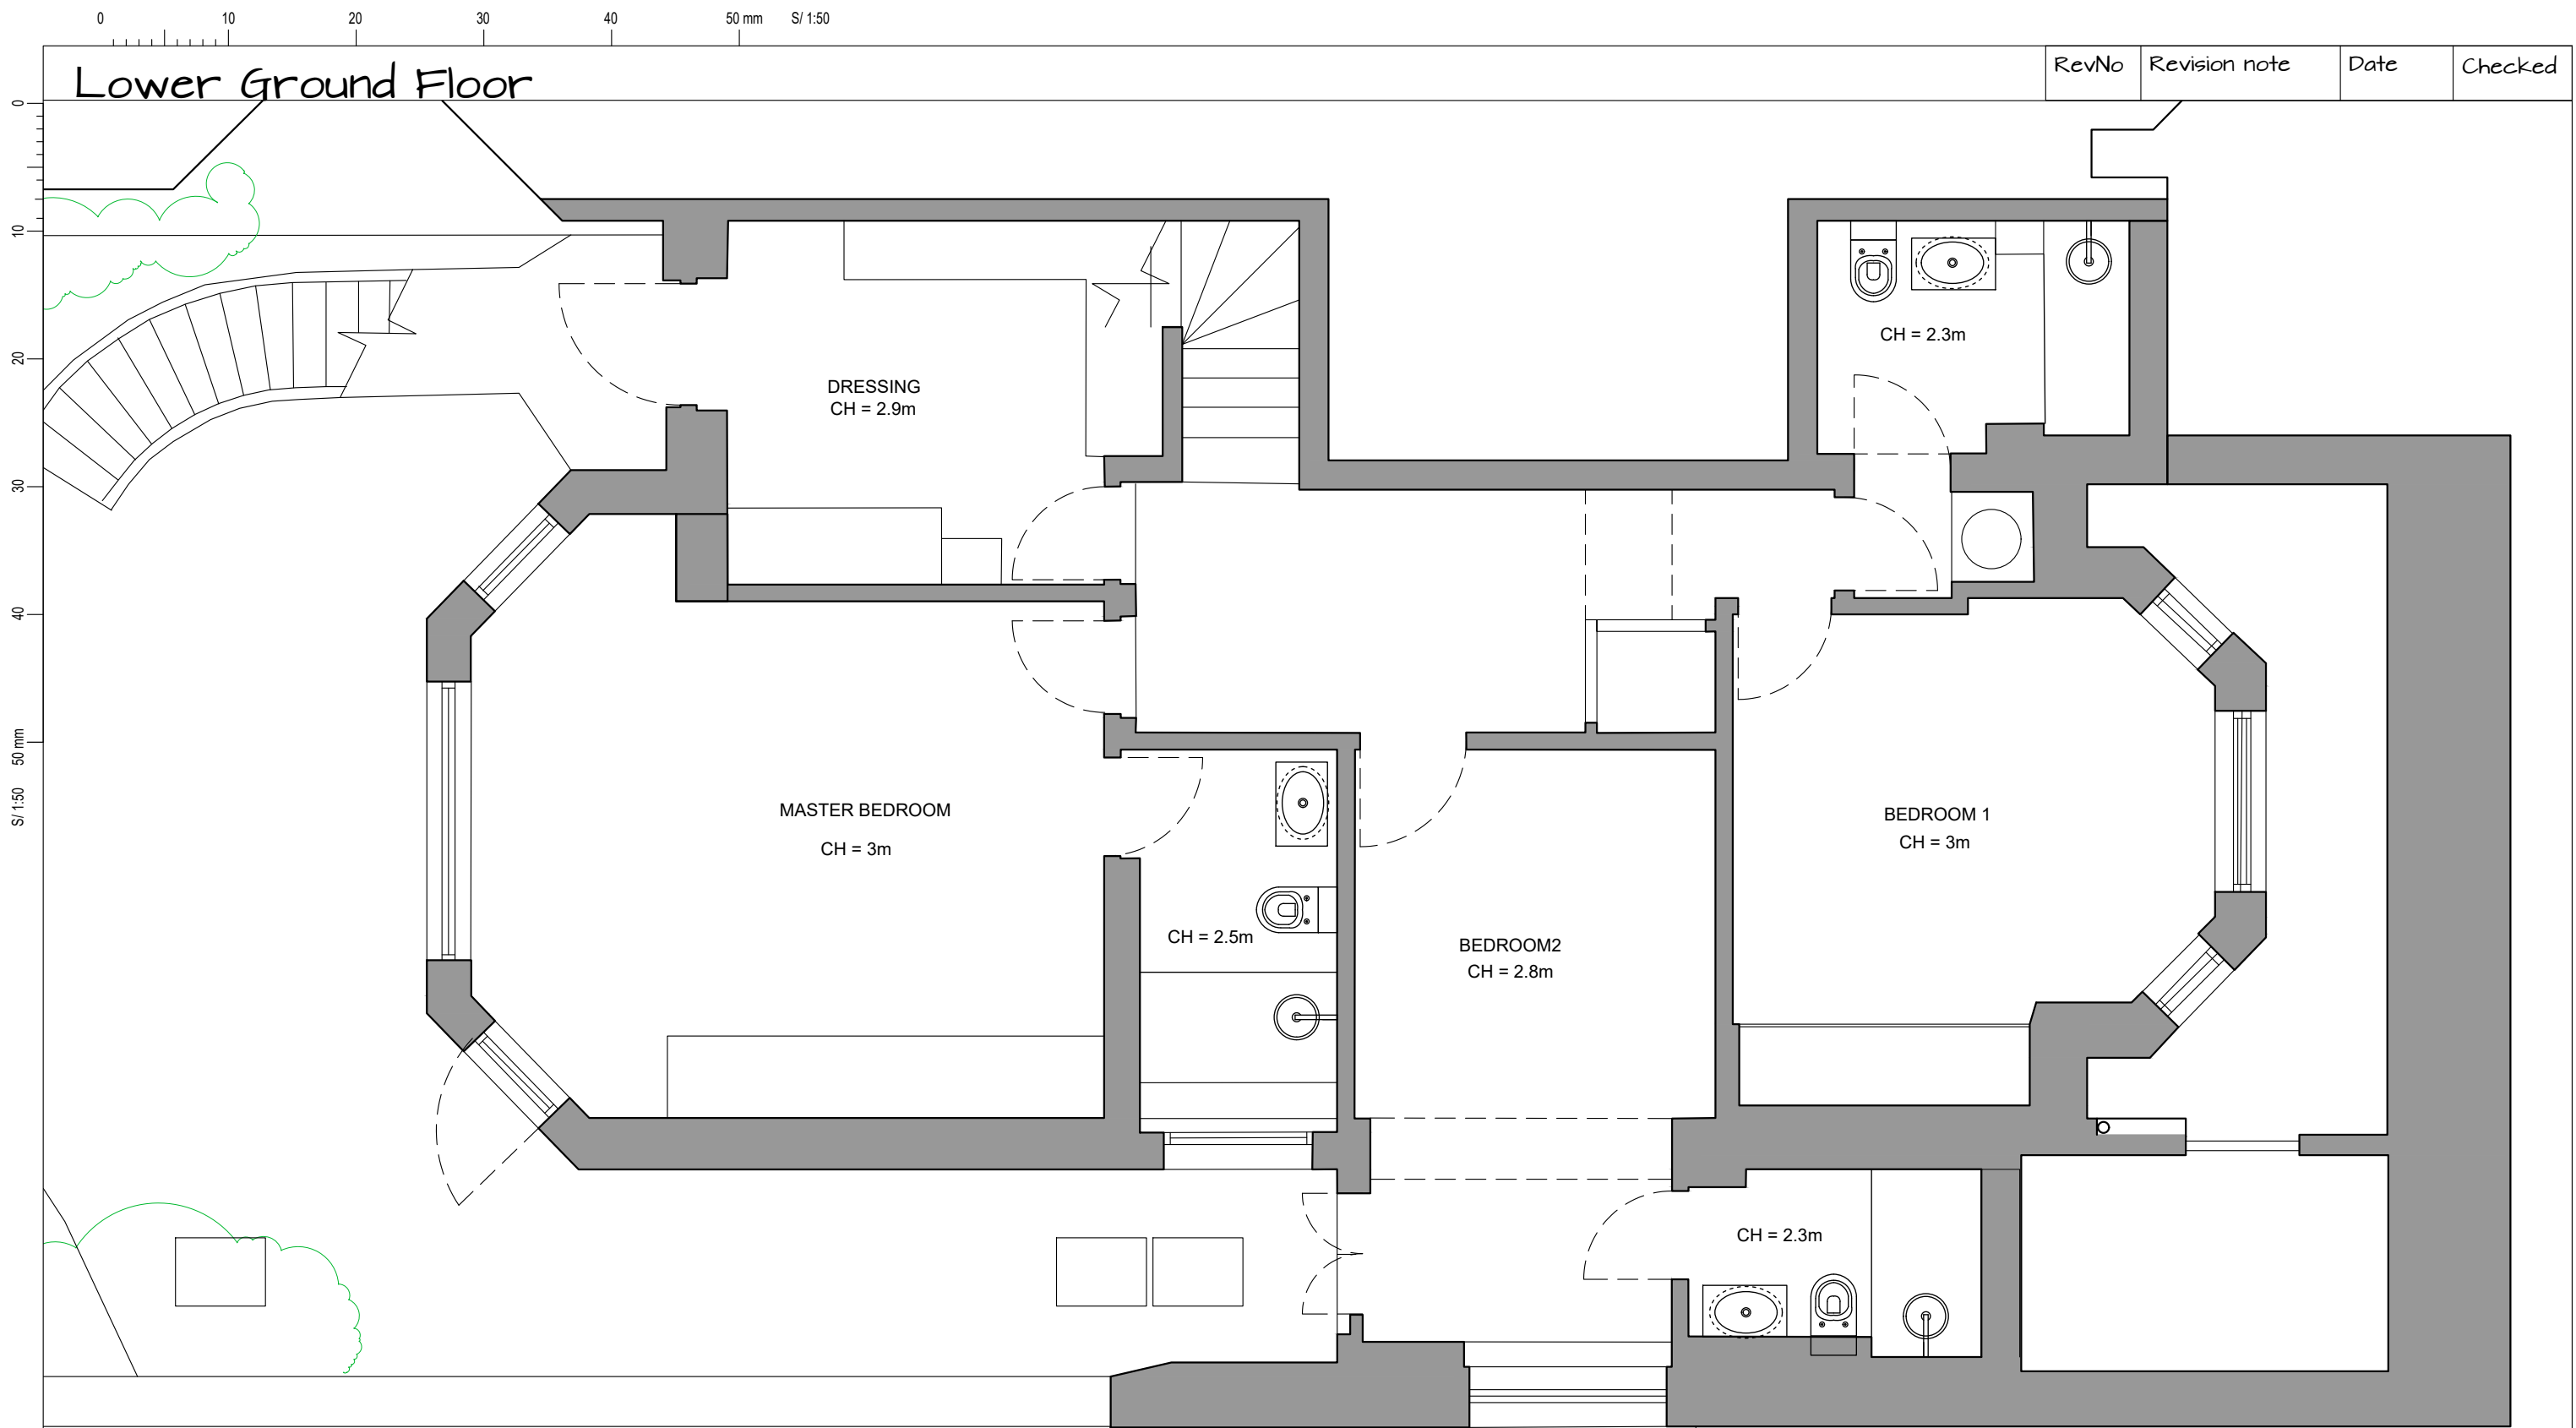 0 10 20 30 40 50 mm S/ 1:50
Lower Ground Floor
RevNo Revision note Date Checked
0
10
20
30
40
50 mm
S/ 1:50
CH = 2.3m
DRESSING
CH = 2.9m
MASTER BEDROOM
CH = 3m
BEDROOM 1
CH = 3m
CH = 2.5m
BEDROOM2
CH = 2.8m
CH = 2.3m